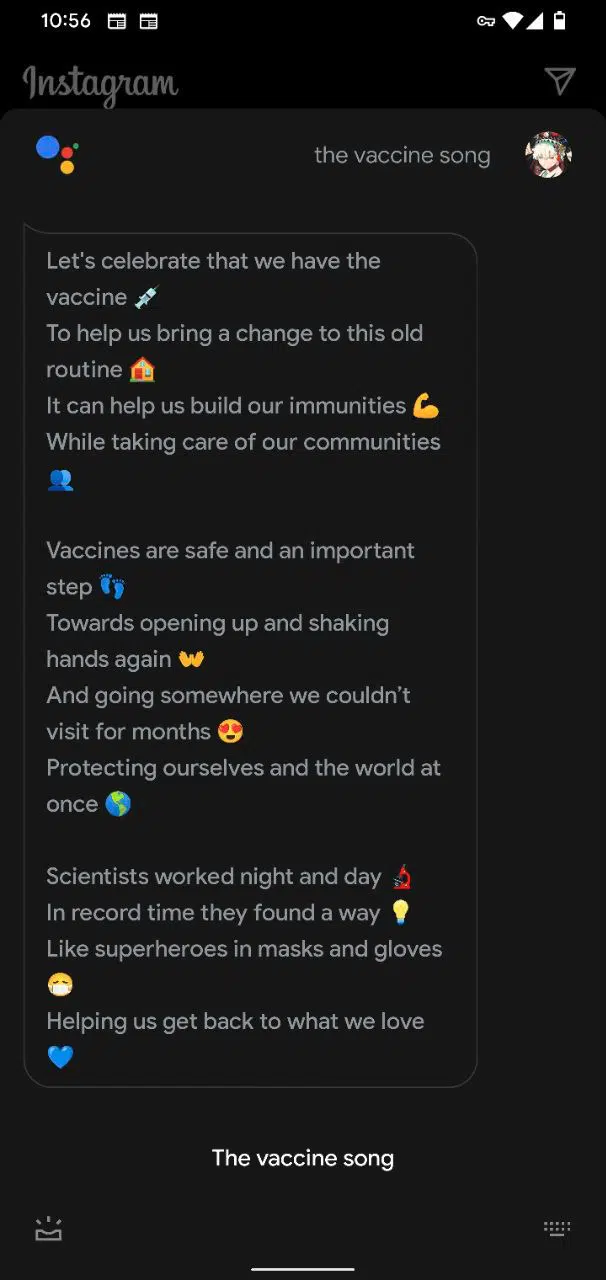 10:56
Instagram
the vaccine song
Let's celebrate that we have the
vaccine 💉
To help us bring a change to this old
routine 🏠
It can help us build our immunities 💪
While taking care of our communities
👥
Vaccines are safe and an important
step 👣
Towards opening up and shaking
hands again 👐
And going somewhere we couldn’t
visit for months 😍
Protecting ourselves and the world at
once 🌎
Scientists worked night and day 🔬
In record time they found a way 💡
Like superheroes in masks and gloves
😷
Helping us get back to what we love
💙
The vaccine song